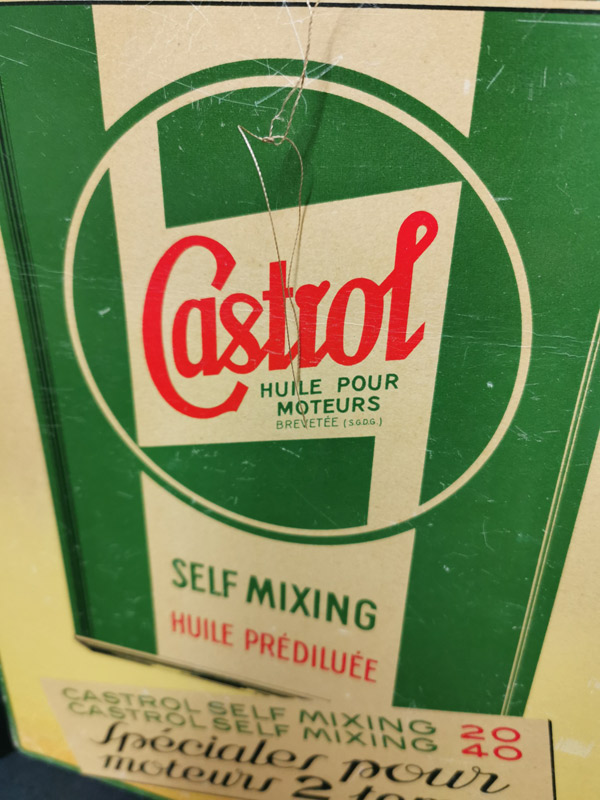 Castrol
HUILE POUR
MOTEURS
BREVETÉE (S.G.D.G.)
SELF MIXING
HUILE PRÉDILUÉE
CASTROL SELF MIXING 20
CASTROL SELF MIXING 40
Spéciales pour
moteurs 2